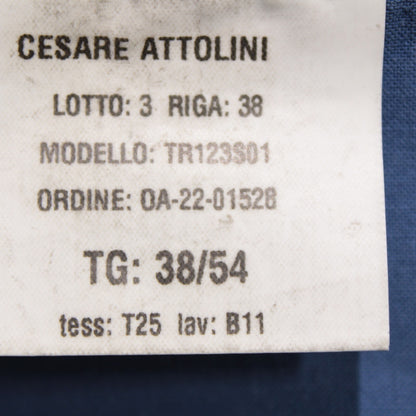 CESARE ATTOLINI
LOTTO: 3 RIGA: 38
MODELLO: TR123S01
ORDINE: OA-22-01528
TG: 38/54
tess: T25 lav: B11